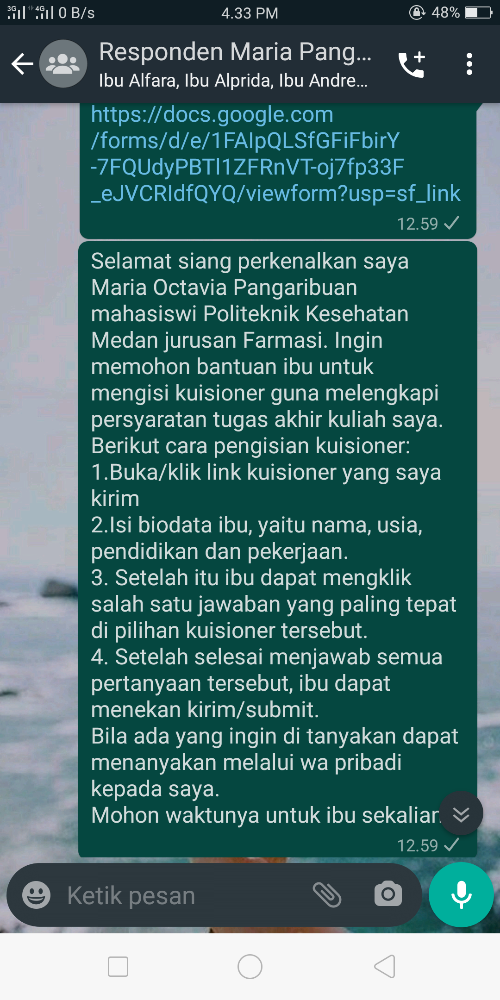 3G 4G 0 B/s 4.33 PM 48%
Responden Maria Pang...
Ibu Alfara, Ibu Alprida, Ibu Andre...
https://docs.google.com
/forms/d/e/1FAIpQLSfGFiFbirY
-7FQUdyPBTl1ZFRnVT-oj7fp33F
_eJVCRIdfQYQ/viewform?usp=sf_link
12.59
Selamat siang perkenalkan saya
Maria Octavia Pangaribuan
mahasiswi Politeknik Kesehatan
Medan jurusan Farmasi. Ingin
memohon bantuan ibu untuk
mengisi kuisioner guna melengkapi
persyaratan tugas akhir kuliah saya.
Berikut cara pengisian kuisioner:
1.Buka/klik link kuisioner yang saya
kirim
2.Isi biodata ibu, yaitu nama, usia,
pendidikan dan pekerjaan.
3. Setelah itu ibu dapat mengklik
salah satu jawaban yang paling tepat
di pilihan kuisioner tersebut.
4. Setelah selesai menjawab semua
pertanyaan tersebut, ibu dapat
menekan kirim/submit.
Bila ada yang ingin di tanyakan dapat
menanyakan melalui wa pribadi
kepada saya.
Mohon waktunya untuk ibu sekalian
12.59
Ketik pesan